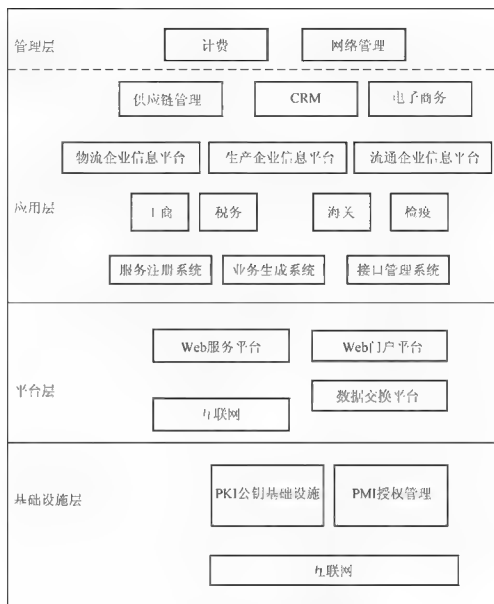 管理层
计费
网络管理
供应链管理
CRM
电子商务
物流企业信息平台
生产企业信息平台
流通企业信息平台
应用层
工商
税务
海关
检疫
服务注册系统
业务生成系统
接口管理系统
Web服务平台
Web门户平台
平台层
数据交换平台
互联网
PKI公钥基础设施
PMI授权管理
基础设施层
互联网